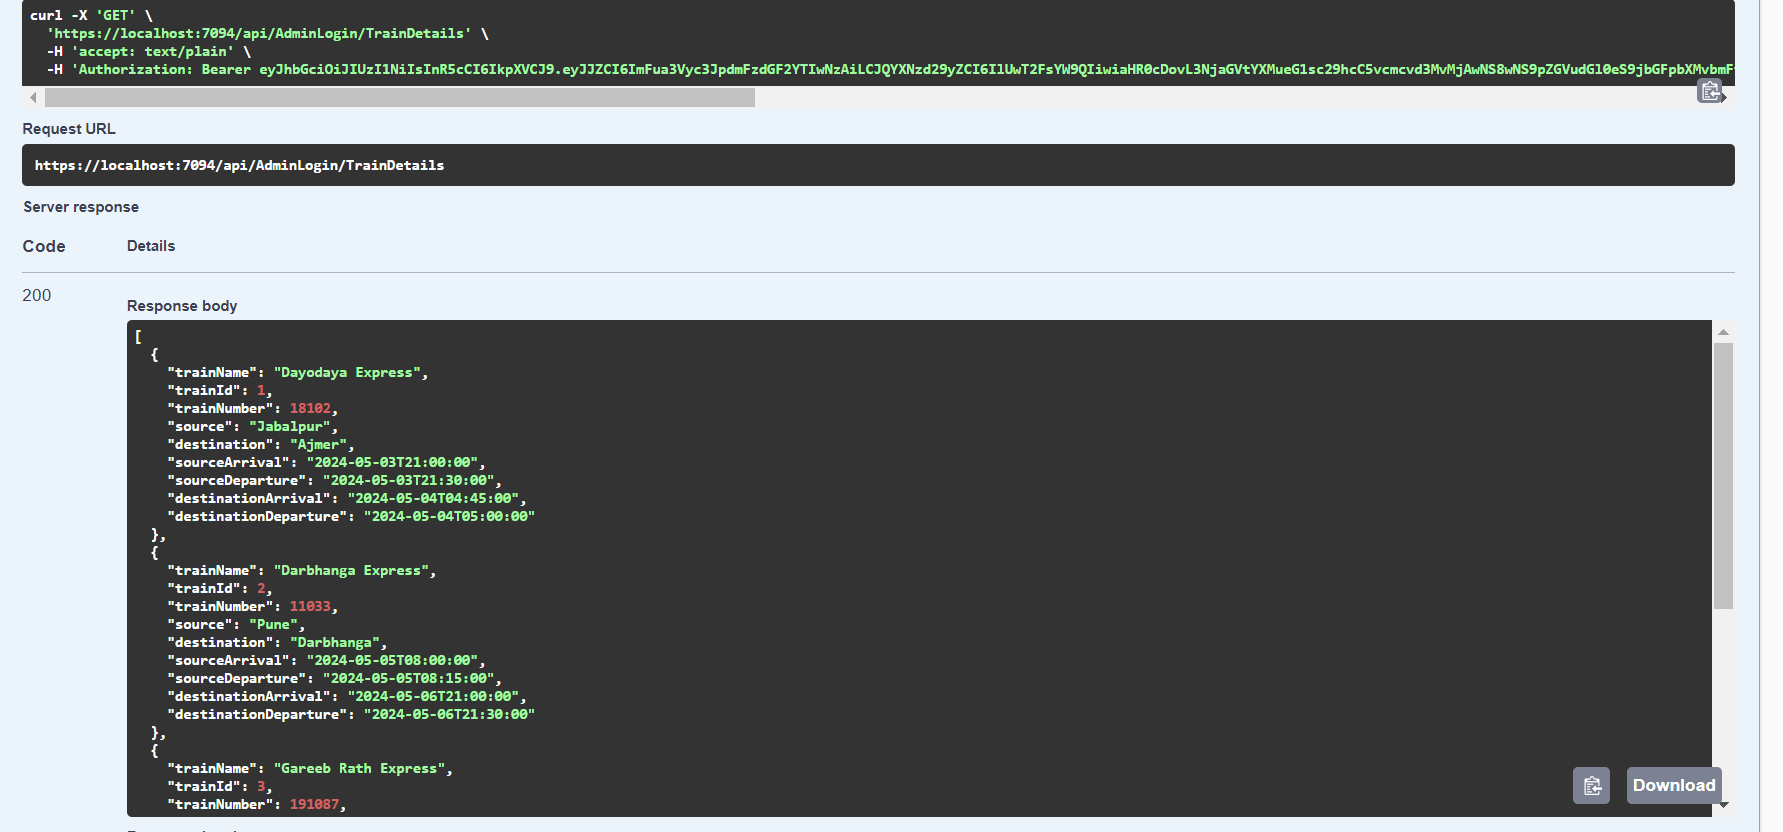 curl -X 'GET' \
'https://localhost:7094/api/AdminLogin/TrainDetails' \
-H 'accept: text/plain' \
-H 'Authorization: Bearer
Request URL
https://localhost:7094/api/AdminLogin/TrainDetails
Server response
Code Details
200
Response body
[
{
"trainName": "Dayodaya Express",
"trainId": 1,
"trainNumber": 18102,
"source": "Jabalpur",
"destination": "Ajmer",
"sourceArrival": "2024-05-03T21:00:00",
"sourceDeparture": "2024-05-03T21:30:00",
"destinationArrival": "2024-05-04T04:45:00",
"destinationDeparture": "2024-05-04T05:00:00"
},
{
"trainName": "Darbhanga Express",
"trainId": 2,
"trainNumber": 11033,
"source": "Pune",
"destination": "Darbhanga",
"sourceArrival": "2024-05-05T08:00:00",
"sourceDeparture": "2024-05-05T08:15:00",
"destinationArrival": "2024-05-06T21:00:00",
"destinationDeparture": "2024-05-06T21:30:00"
},
{
"trainName": "Gareeb Rath Express",
"trainId": 3,
"trainNumber": 191087,
Download